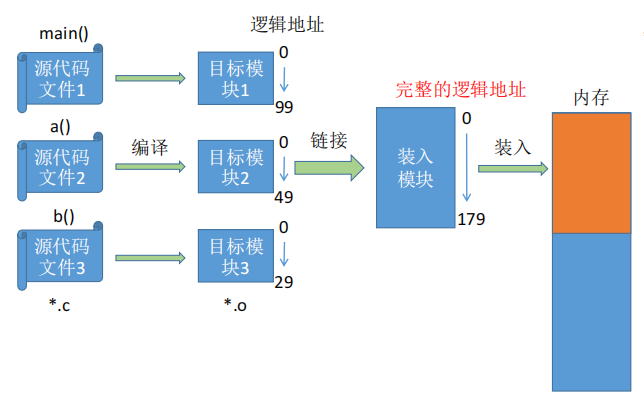 逻辑地址
main()
源代码
文件1
目标模
块1
0
99
a()
源代码
文件2
编译
目标模
块2
0
49
链接
b()
源代码
文件3
目标模
块3
0
29
*.c
*.o
完整的逻辑地址
装入
模块
0
179
装入
内存